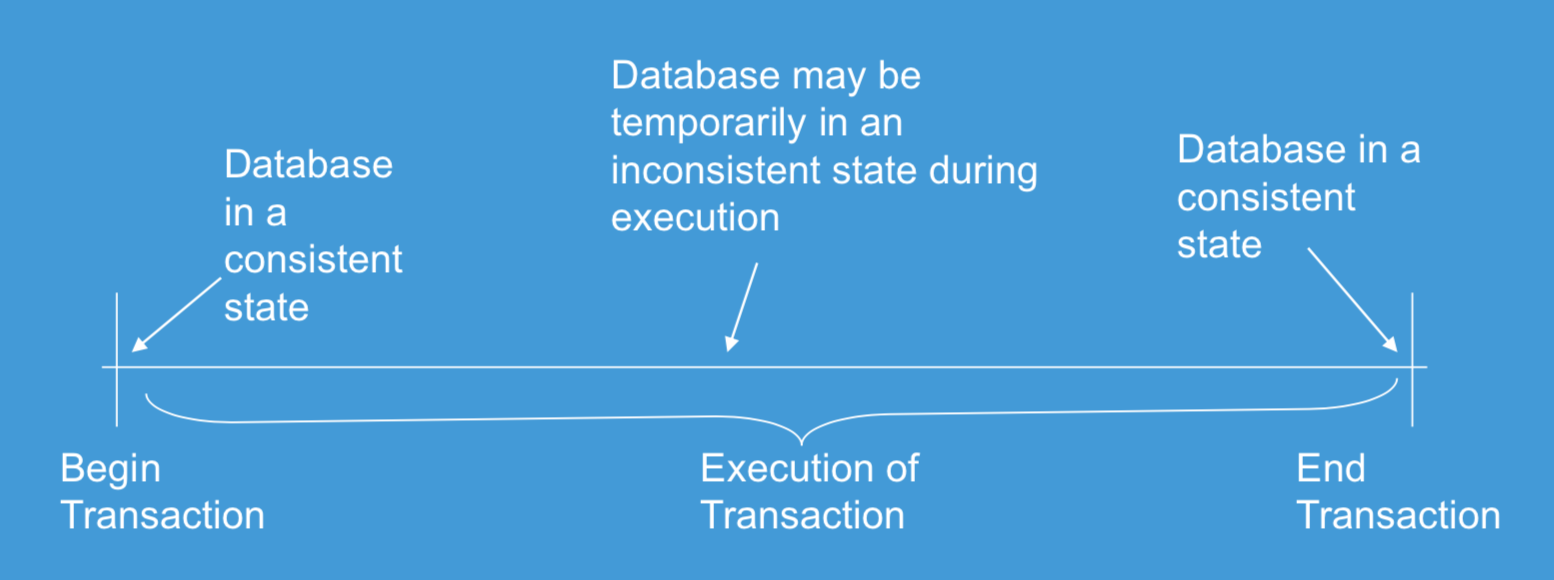 Database may be
temporarily in an
inconsistent state during
execution
Database
in a
consistent
state
Database in a
consistent
state
Begin
Transaction
Execution of
Transaction
End
Transaction